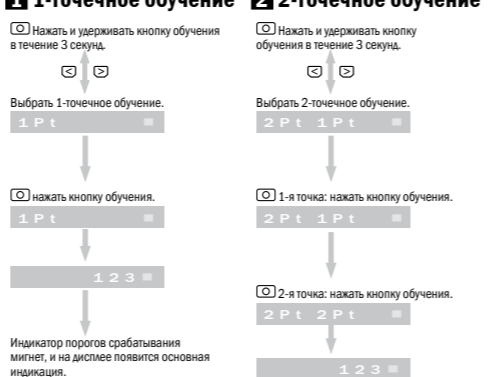 1 1-точечное обучение
Нажать и удерживать кнопку обучения
в течение 3 секунд.
< >
Выбрать 1-точечное обучение.
1Pt
нажать кнопку обучения.
1Pt
123
Индикатор порогов срабатывания
мигнет, и на дисплее появится основная
индикация.
2 2-точечное обучение
Нажать и удерживать кнопку
обучения в течение 3 секунд.
< >
Выбрать 2-точечное обучение.
2Pt 1Pt
1-я точка: нажать кнопку обучения.
2Pt 1Pt
2-я точка: нажать кнопку обучения.
2Pt 2Pt
123